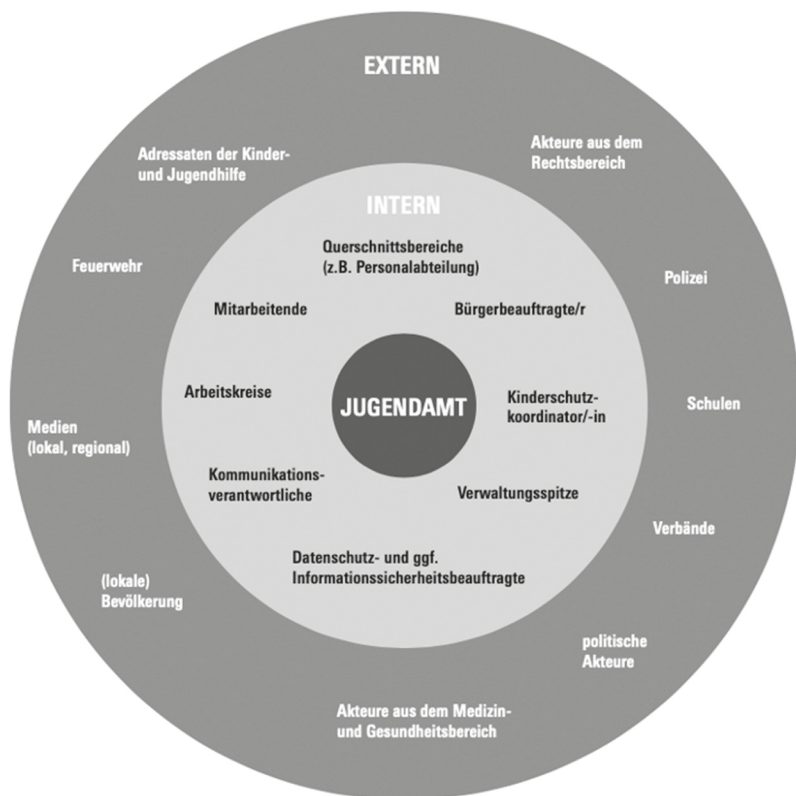 EXTERN
Adressaten der Kinder-
und Jugendhilfe
Akteure aus dem
Rechtsbereich
INTERN
Querschnittsbereiche
(z.B. Personalabteilung)
Feuerwehr
Polizei
Mitarbeitende
Bürgerbeauftragte/r
Arbeitskreise
JUGENDAMT
Kinderschutz-
koordinator/-in
Schulen
Medien
(lokal, regional)
Kommunikations-
verantwortliche
Verwaltungsspitze
Verbände
Datenschutz- und ggf.
Informationssicherheitsbeauftragte
(lokale)
Bevölkerung
politische
Akteure
Akteure aus dem Medizin-
und Gesundheitsbereich